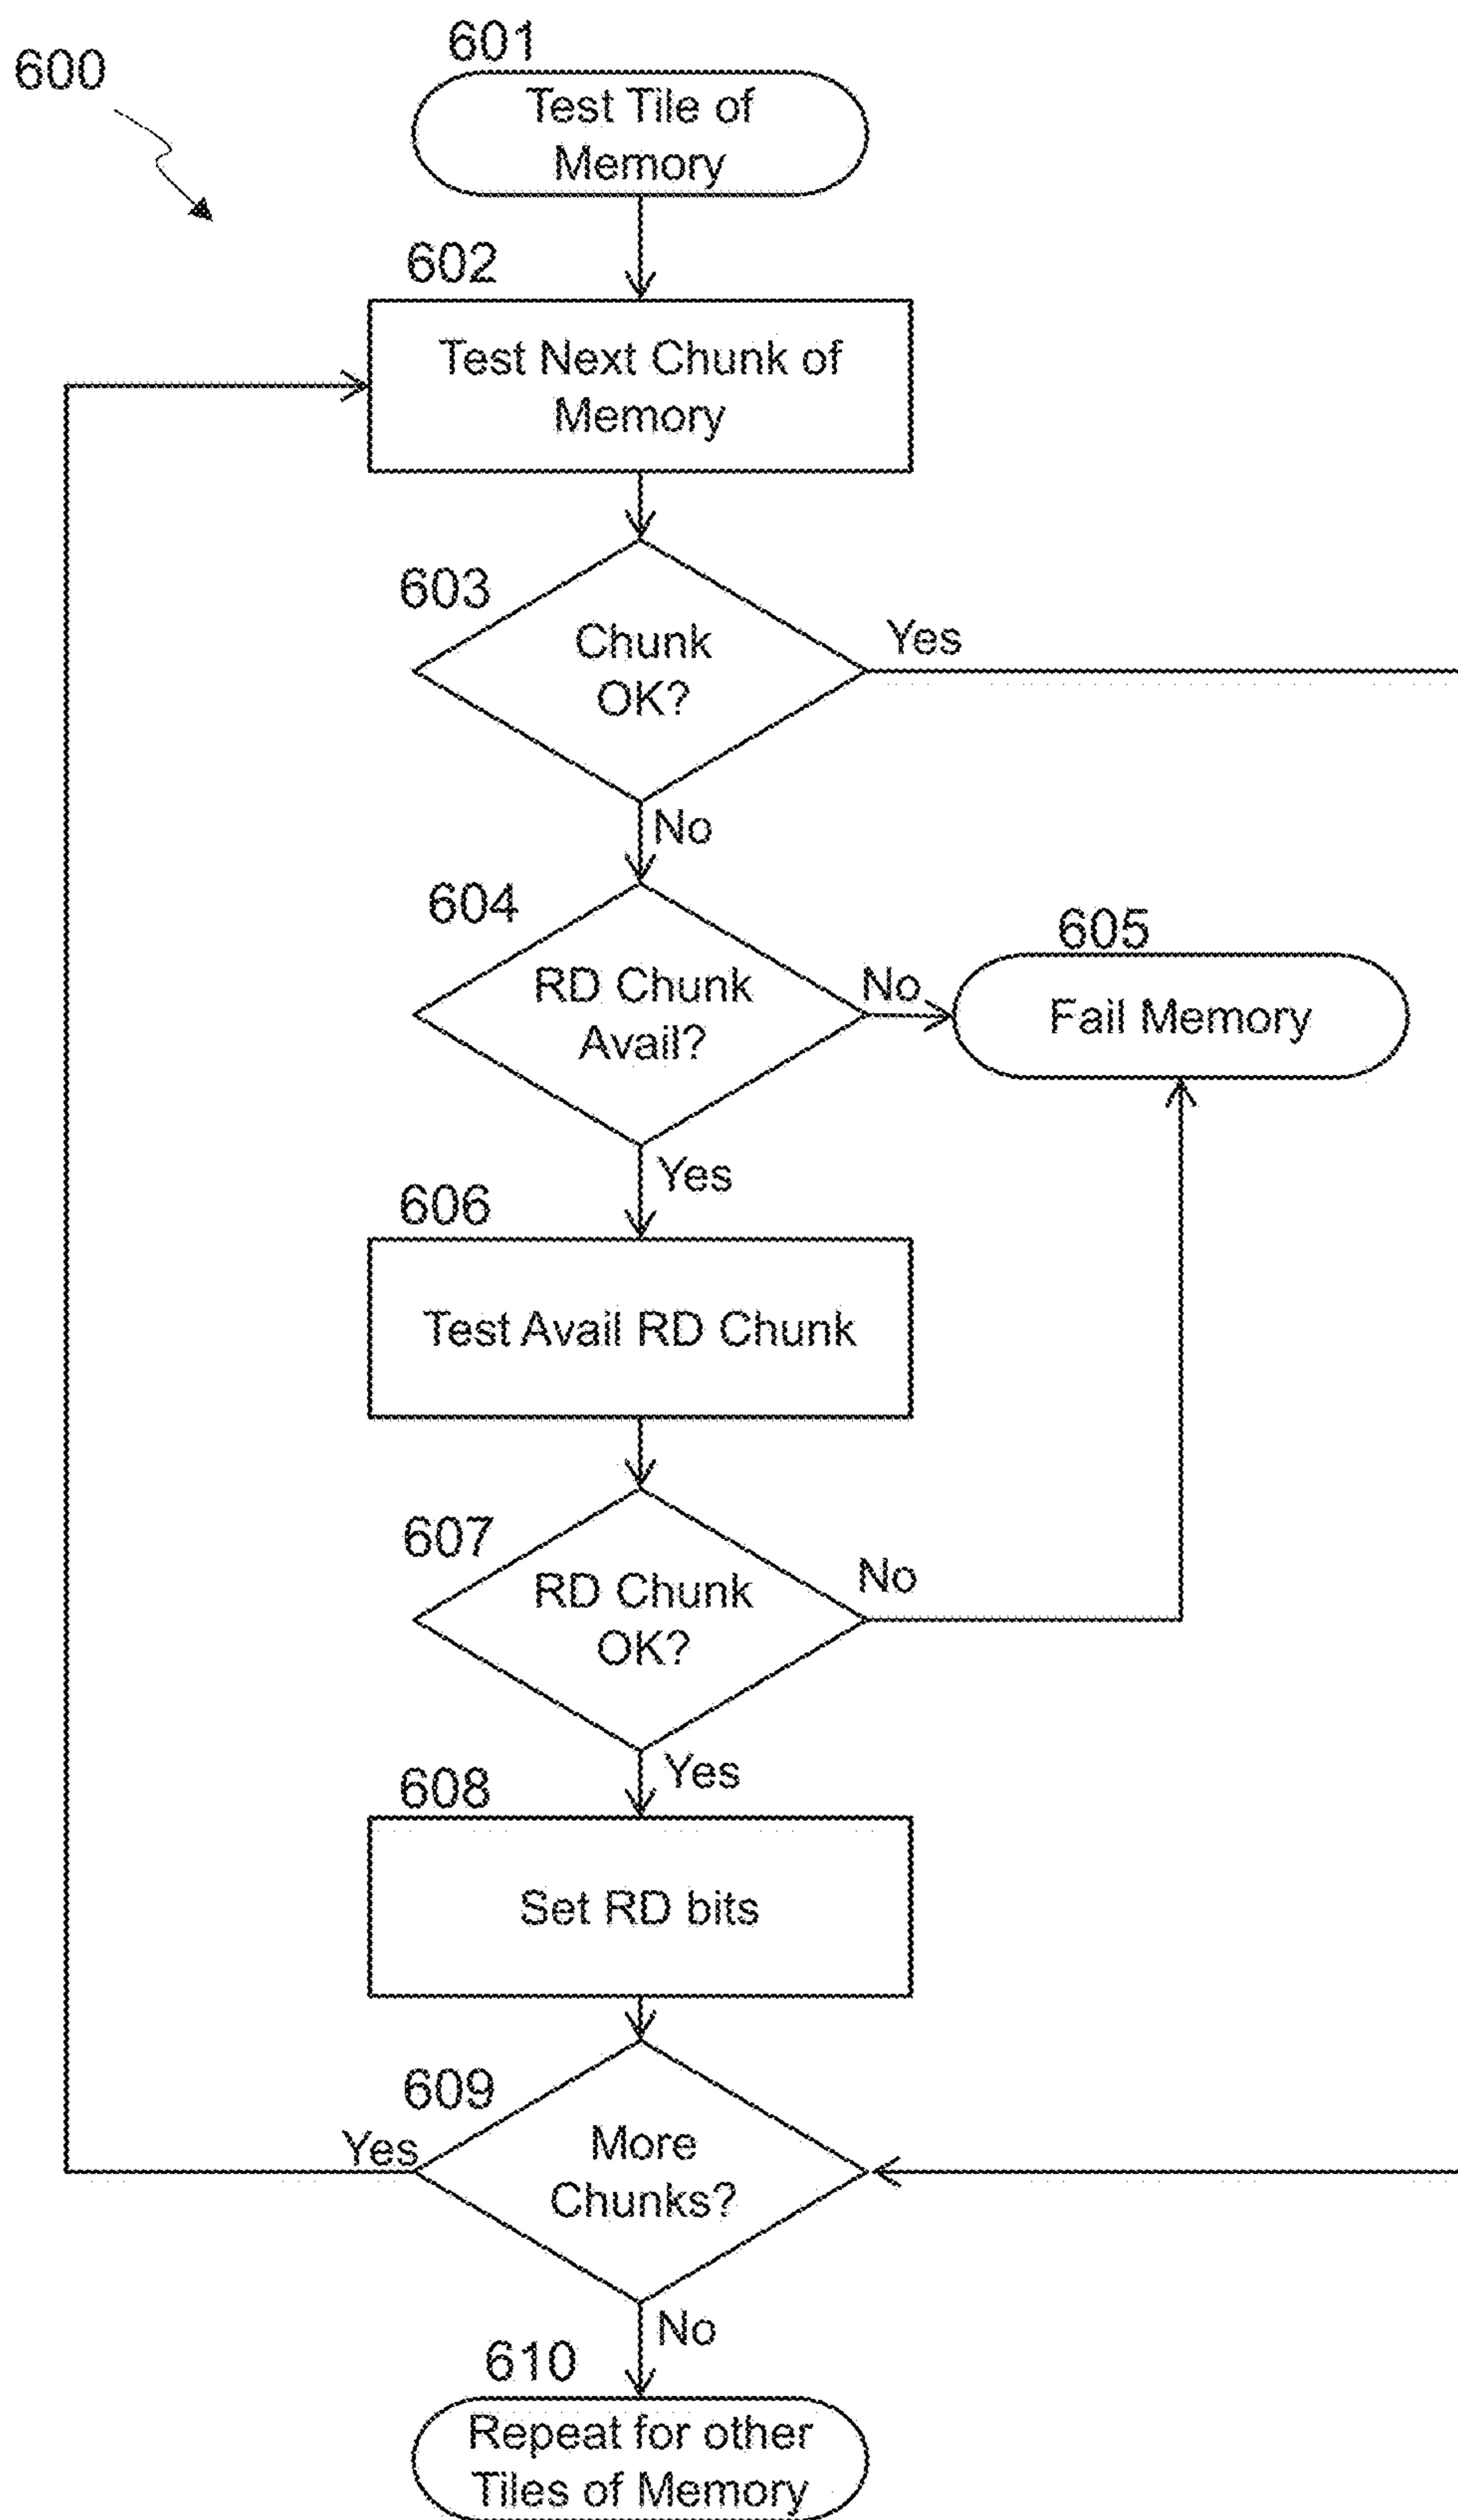 600
601
Test Tile of
Memory
602
Test Next Chunk of
Memory
603
Chunk
OK?
Yes
No
604
RD Chunk
Avail?
No
605
Fail Memory
Yes
606
Test Avail RD Chunk
607
RD Chunk
OK?
No
Yes
608
Set RD bits
609
Yes
More
Chunks?
No
610
Repeat for other
Tiles of Memory